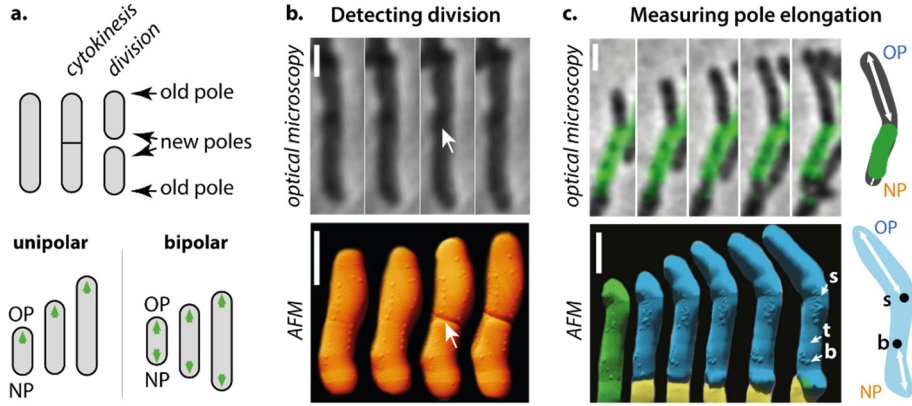 a.
cytokinesis
division
old pole
new poles
old pole
unipolar
bipolar
OP
NP
OP
NP
b.
Detecting division
optical microscopy
AFM
c.
Measuring pole elongation
optical microscopy
OP
NP
AFM
s
t
b
OP
s
b
NP